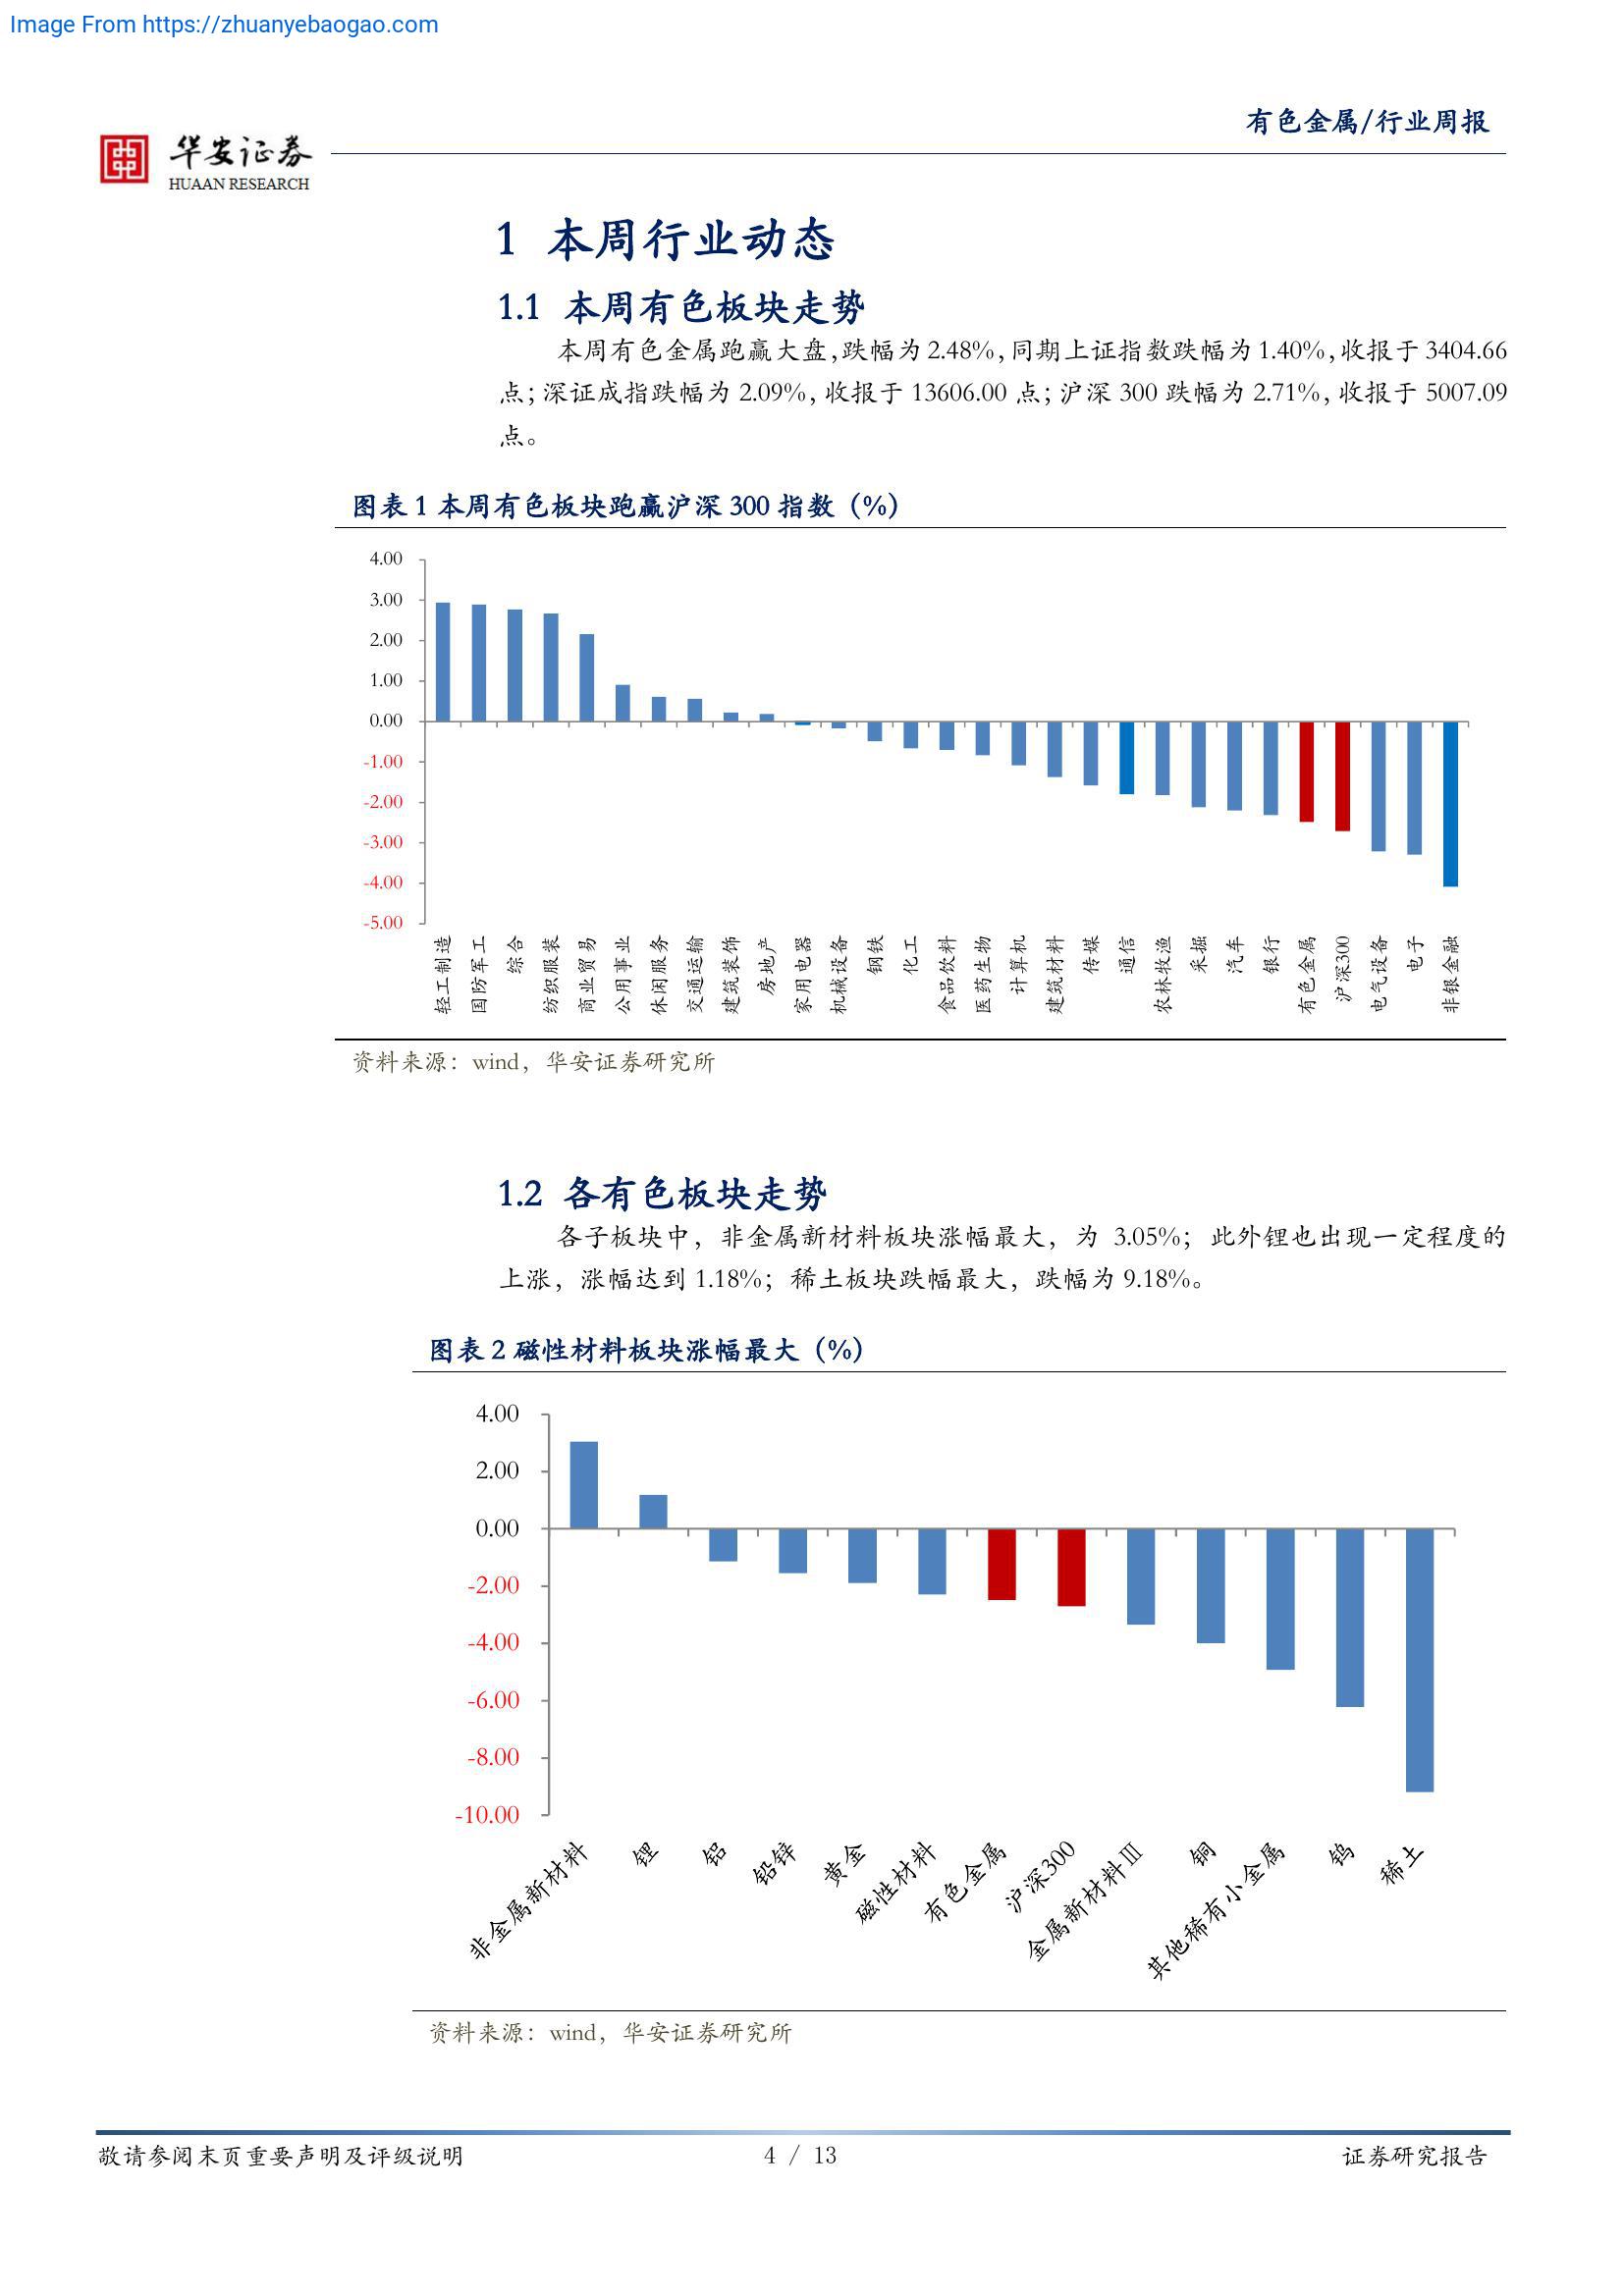 Image From https://zhuanyebaogao.com
有色金属/行业周报
华安证券
HUAAN RESEARCH
1 本周行业动态
1.1 本周有色板块走势
本周有色金属跑赢大盘,跌幅为2.48%,同期上证指数跌幅为1.40%,收报于3404.66
点;深证成指跌幅为 2.09%,收报于 13606.00 点;沪深 300 跌幅为 2.71%,收报于 5007.09
点。
图表 1 本周有色板块跑赢沪深 300 指数（%）
4.00
3.00
2.00
1.00
0.00
-1.00
-2.00
-3.00
-4.00
-5.00
轻工制造
国防军工
综合
纺织服装
商业贸易
公用事业
休闲服务
交通运输
建筑装饰
房地产
家用电器
机械设备
钢铁
化工
食品饮料
医药生物
计算机
建筑材料
传媒
通信
农林牧渔
采掘
汽车
银行
有色金属
沪深300
电气设备
电子
非银金融
资料来源：wind，华安证券研究所
1.2 各有色板块走势
各子板块中，非金属新材料板块涨幅最大，为 3.05%；此外锂也出现一定程度的
上涨，涨幅达到 1.18%；稀土板块跌幅最大，跌幅为 9.18%。
图表 2 磁性材料板块涨幅最大（%）
4.00
2.00
0.00
-2.00
-4.00
-6.00
-8.00
-10.00
非金属新材料
锂
铝
铅锌
黄金
磁性材料
有色金属
沪深300
金属新材料Ⅲ
铜
其他稀有小金属
钨
稀土
资料来源：wind，华安证券研究所
敬请参阅末页重要声明及评级说明
4 / 13
证券研究报告